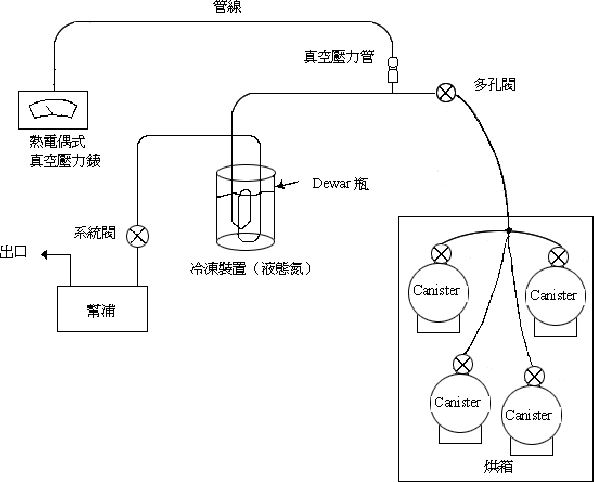 管線
真空壓力管
多孔閥
熱電偶式
真空壓力錶
Dewar 瓶
系統閥
出口
冷凍裝置（液態氮）
幫浦
Canister
Canister
Canister
Canister
烘箱